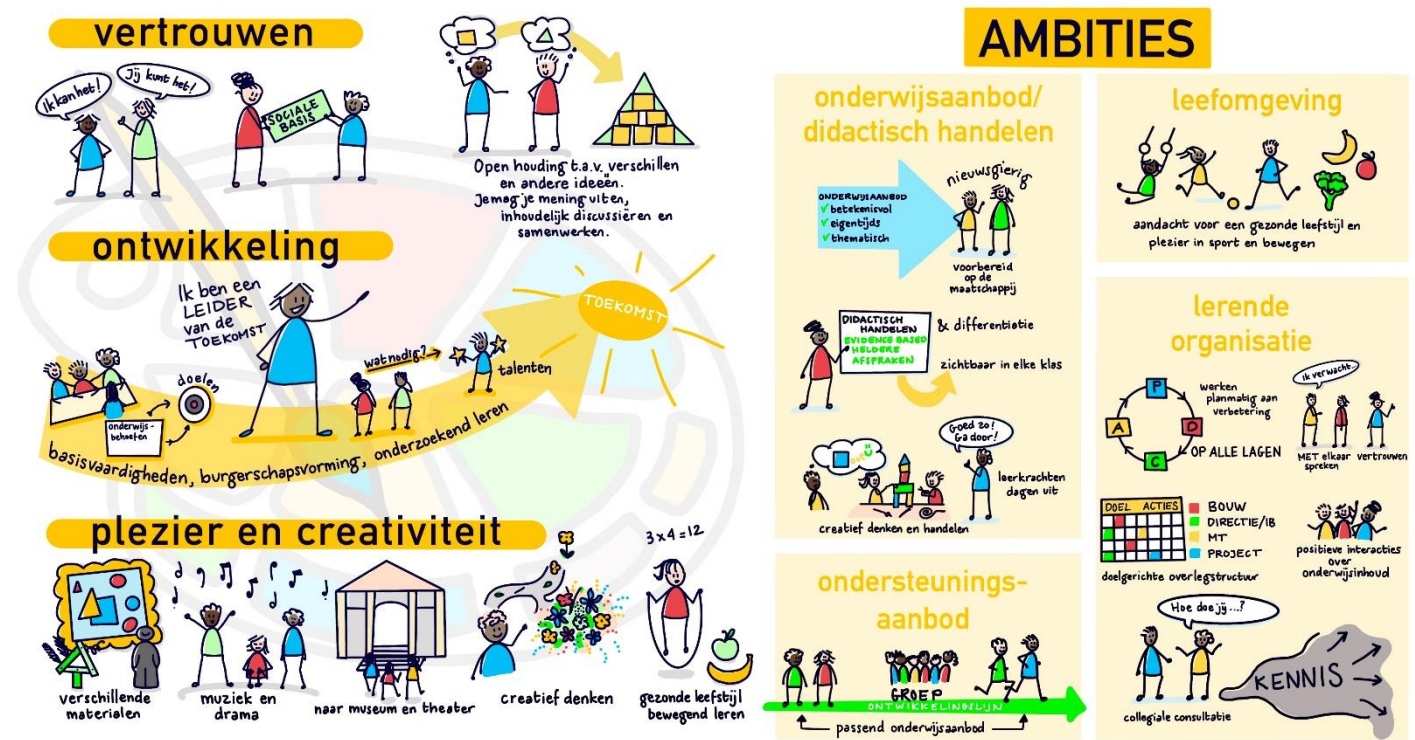 vertrouwen
Ik kan het!
Jij kunt het!
SOCIALE
BASIS
Open houding t.a.v. verschillen
en andere ideeën.
Je mag je mening uiten,
inhoudelijk discussiëren en
samenwerken.
ontwikkeling
Ik ben een
LEIDER
van de
TOEKOMST
TOEKOMST
wat nodig?
talenten
doelen
onderwijs-
behoeften
basisvaardigheden, burgerschapsvorming, onderzoekend leren
plezier en creativiteit
3 x 4 = 12
verschillende
materialen
muziek en
drama
naar museum en theater
creatief denken
gezonde leefstijl
bewegend leren
AMBITIES
onderwijsaanbod/
didactisch handelen
nieuwsgierig
ONDERWIJSAANBOD
✓ betekenisvol
✓ eigentijds
✓ thematisch
voorbereid
op de
maatschappij
DIDACTISCH
HANDELEN
EVIDENCE BASED
HELDERE
AFSPRAKEN
& differentiatie
zichtbaar in elke klas
Goed zo!
Ga door!
leerkrachten
dagen uit
creatief denken en handelen
ondersteunings-
aanbod
GROEP
ONTWIKKELINGSLIJN
passend onderwijsaanbod
leefomgeving
aandacht voor een gezonde leefstijl en
plezier in sport en bewegen
lerende
organisatie
P
D
C
A
werken
planmatig aan
verbetering
OP ALLE LAGEN
Ik verwacht...
MET elkaar
spreken
vertrouwen
DOEL ACTIES
BOUW
DIRECTIE/IB
MT
PROJECT
doelgerichte overlegstructuur
positieve interacties
over
onderwijsinhoud
Hoe doe jij...?
KENNIS
collegiale consultatie